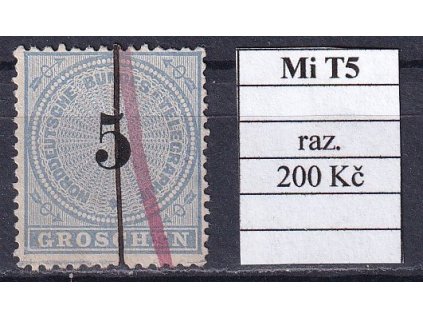 NORDDEUTSCHE BUNDES TELEGRAPHIE
5
GROSCHEN
Mi T5
raz.
200 Kč